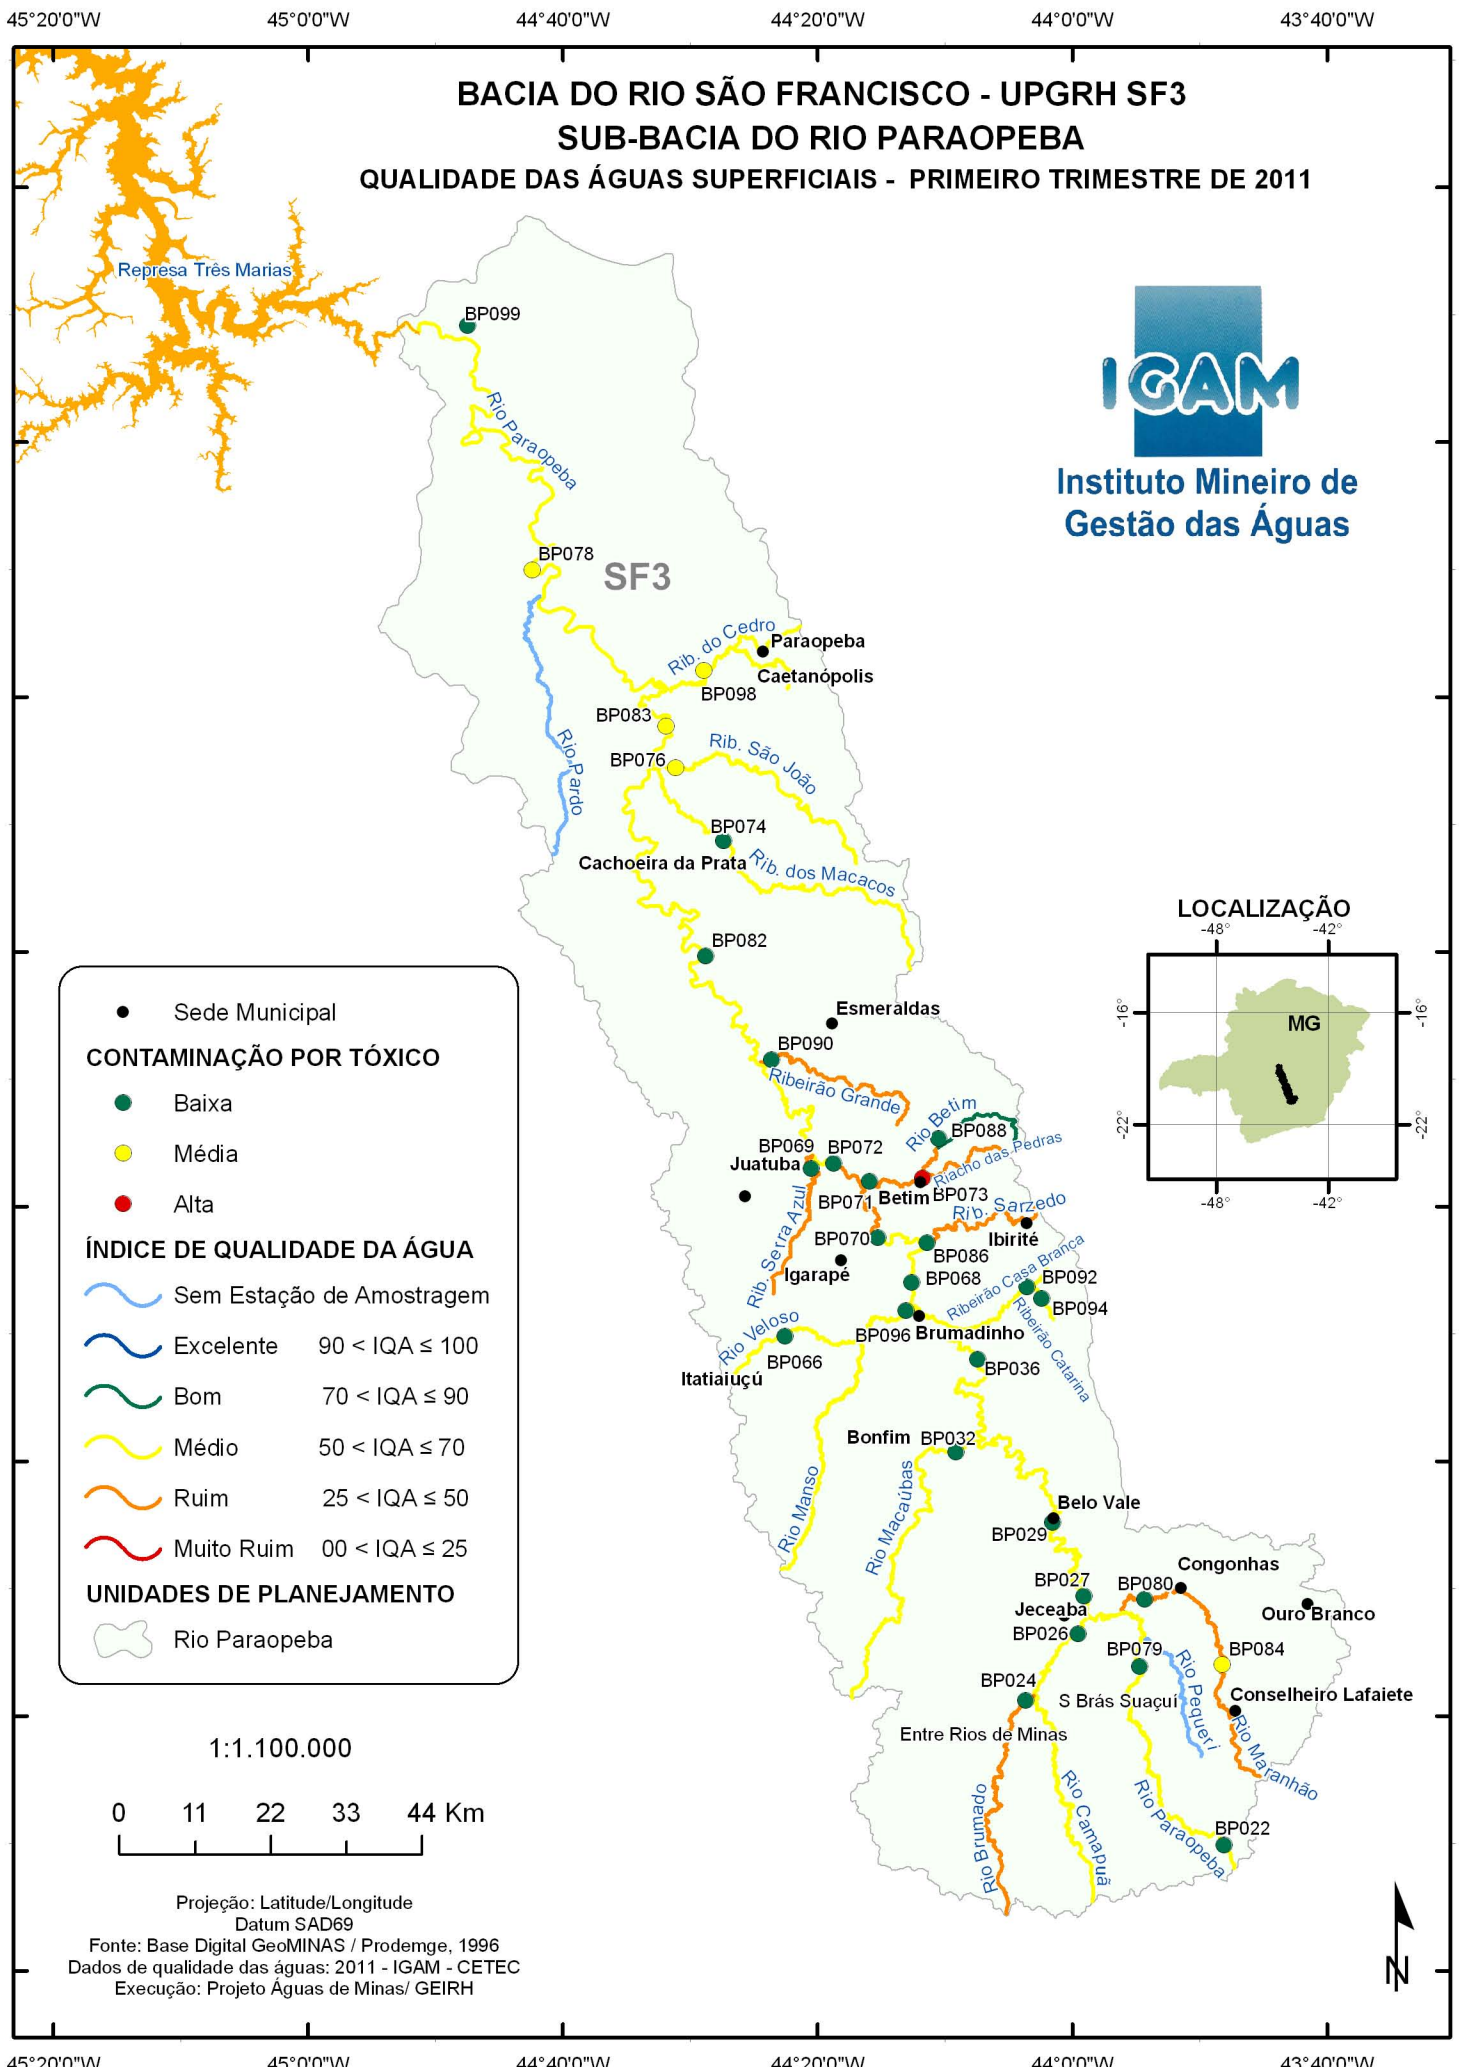 45°20'0"W 45°0'0"W 44°40'0"W 44°20'0"W 44°0'0"W 43°40'0"W
BACIA DO RIO SÃO FRANCISCO - UPGRH SF3
SUB-BACIA DO RIO PARAOPEBA
QUALIDADE DAS ÁGUAS SUPERFICIAIS - PRIMEIRO TRIMESTRE DE 2011
Represa Três Marias
BP099
IGAM
Instituto Mineiro de
Gestão das Águas
Rio Paraopeba
BP078
SF3
Rib. do Cedro
Paraopeba
Caetanópolis
BP098
BP083
Rio Pardo
BP076
Rib. São João
BP074
Cachoeira da Prata
Rib. dos Macacos
BP082
LOCALIZAÇÃO
-48° -42°
-16° -16°
MG
-22° -22°
-48° -42°
Esmeraldas
BP090
Ribeirão Grande
Rio Betim
BP088
BP069
BP072
Juatuba
Riacho das Pedras
BP071
Betim
BP073
Rib. Serra Azul
Rib. Sarzedo
BP070
Ibirité
BP086
Igarapé
BP068
Ribeirão Casa Branca
BP092
BP094
Ribeirão Catarina
BP096
Brumadinho
Rio Veloso
BP066
Itatiaiuçú
BP036
Bonfim
BP032
Rio Manso
Rio Macaúbas
Belo Vale
BP029
Congonhas
BP027
BP080
Jeceaba
Ouro Branco
BP026
BP079
BP084
Rio Pequeri
BP024
S Brás Suaçuí
Conselheiro Lafaiete
Entre Rios de Minas
Rio Maranhão
Rio Brumado
Rio Camapuã
Rio Paraopeba
BP022
Sede Municipal
CONTAMINAÇÃO POR TÓXICO
Baixa
Média
Alta
ÍNDICE DE QUALIDADE DA ÁGUA
Sem Estação de Amostragem
Excelente 90 < IQA ≤ 100
Bom 70 < IQA ≤ 90
Médio 50 < IQA ≤ 70
Ruim 25 < IQA ≤ 50
Muito Ruim 00 < IQA ≤ 25
UNIDADES DE PLANEJAMENTO
Rio Paraopeba
1:1.100.000
0 11 22 33 44 Km
Projeção: Latitude/Longitude
Datum SAD69
Fonte: Base Digital GeoMINAS / Prodemge, 1996
Dados de qualidade das águas: 2011 - IGAM - CETEC
Execução: Projeto Águas de Minas/ GEIRH
N
45°20'0"W 45°0'0"W 44°40'0"W 44°20'0"W 44°0'0"W 43°40'0"W